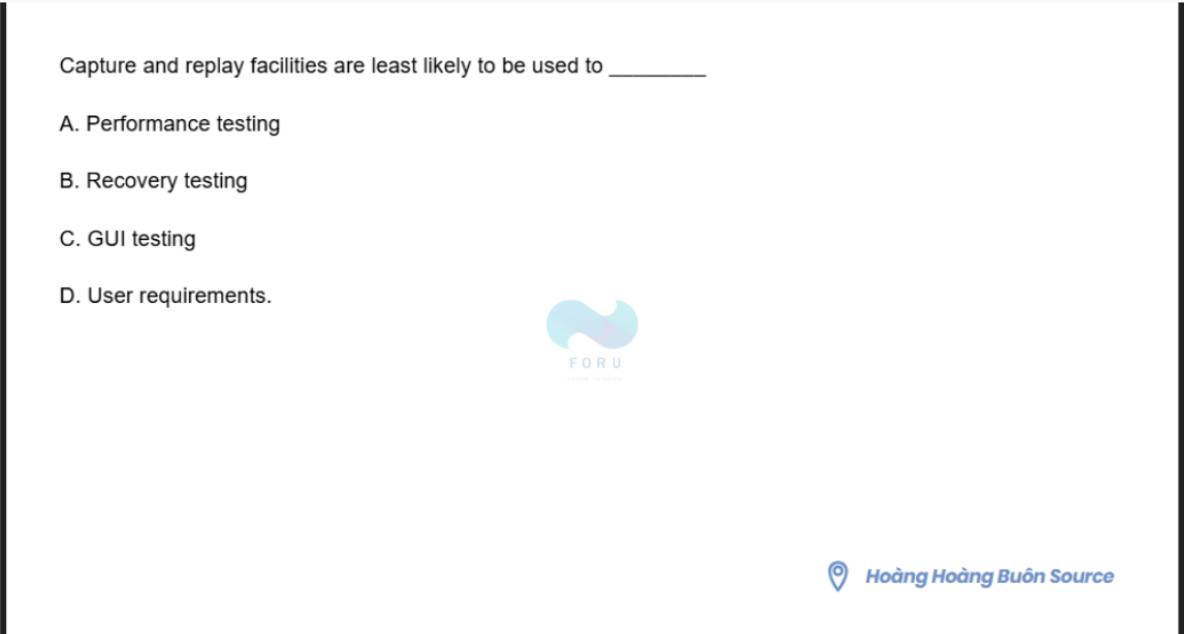 Capture and replay facilities are least likely to be used to ________
A. Performance testing
B. Recovery testing
C. GUI testing
D. User requirements.
FORU
Hoàng Hoàng Buôn Source